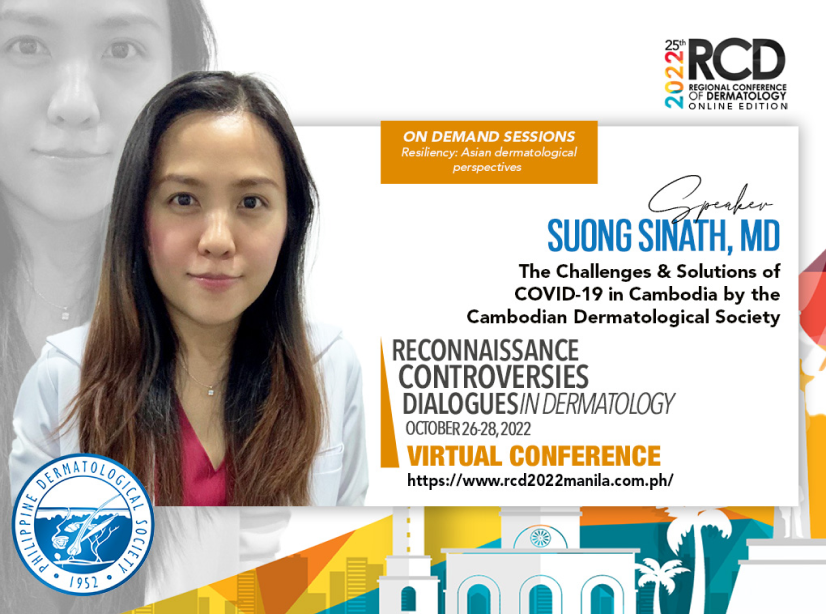 25th
2022
RCD
REGIONAL CONFERENCE
OF DERMATOLOGY
ONLINE EDITION
ON DEMAND SESSIONS
Resiliency: Asian dermatological
perspectives
Speaker
SUONG SINATH, MD
The Challenges & Solutions of
COVID-19 in Cambodia by the
Cambodian Dermatological Society
RECONNAISSANCE
CONTROVERSIES
DIALOGUES IN DERMATOLOGY
OCTOBER 26-28, 2022
VIRTUAL CONFERENCE
https://www.rcd2022manila.com.ph/
PHILIPPINE DERMATOLOGICAL SOCIETY
• 1952 •